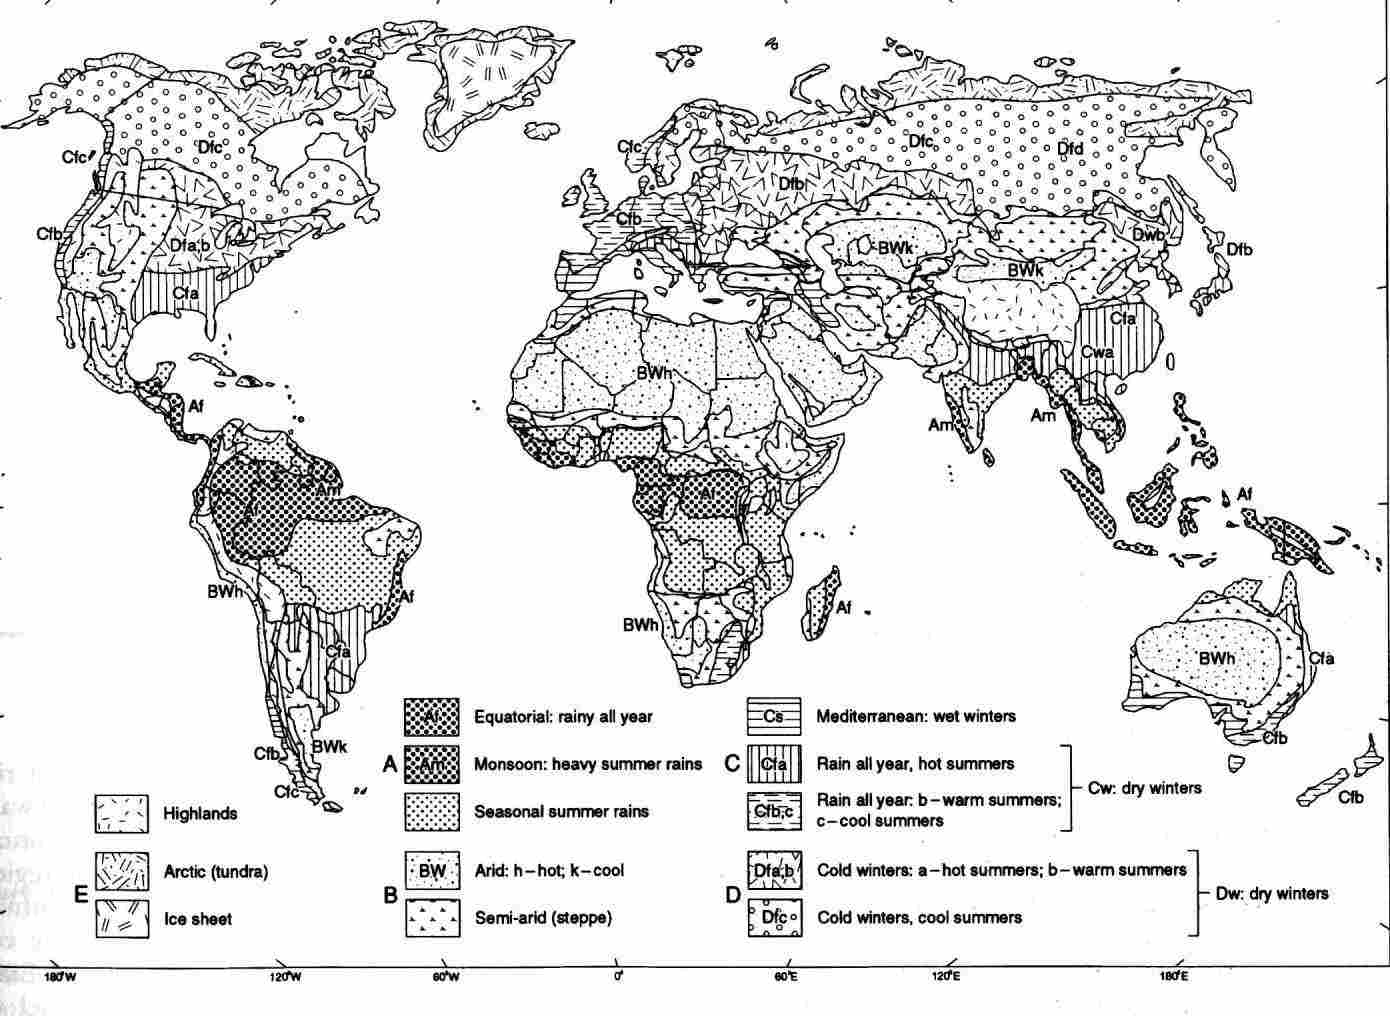 Cfc
Dfc
Cfb
Dfa,b
Cfa
Af
Am
Af
BWh
Af
Cfa
Cfb
BWk
Cfc
Cfc
Cfb
Dfb
Dfc
Dfd
BWk
BWk
Dwb
Dfb
Cfa
Cwa
BWh
Am
Am
Af
Af
BWh
Af
BWh
Cfa
Cfb
Cfb
Highlands
E
Arctic (tundra)
Ice sheet
Af Equatorial: rainy all year
A Am Monsoon: heavy summer rains
Seasonal summer rains
B
BW Arid: h–hot; k–cool
Semi-arid (steppe)
Cs Mediterranean: wet winters
C Cfa Rain all year, hot summers
Cfb,c Rain all year: b–warm summers;
c–cool summers
Cw: dry winters
D
Dfa,b Cold winters: a–hot summers; b–warm summers
Dfc Cold winters, cool summers
Dw: dry winters
180°W 120°W 60°W 0° 60°E 120°E 180°E